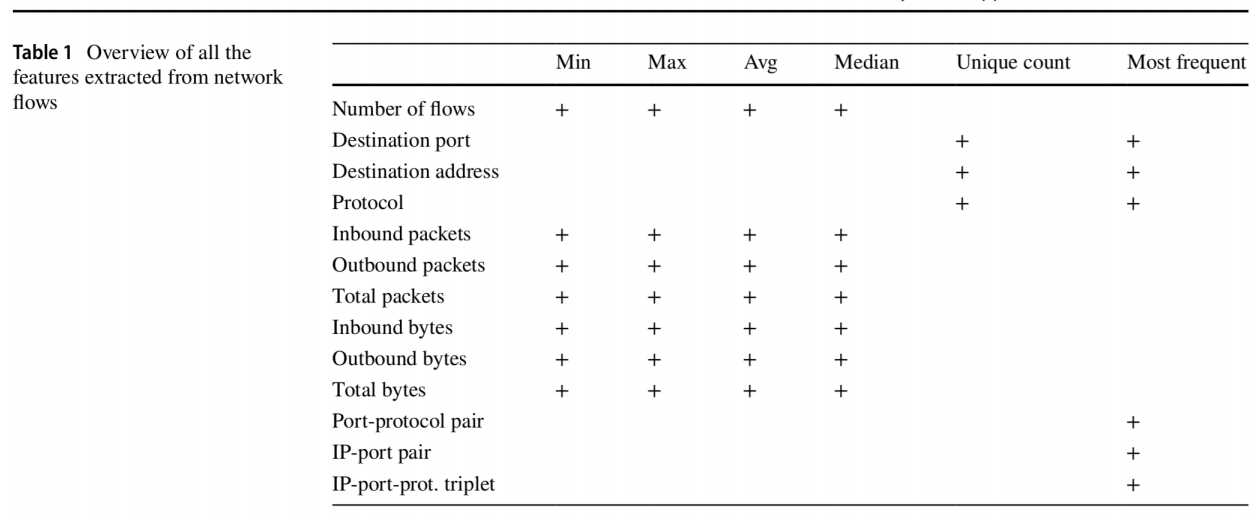 Table 1 Overview of all the
features extracted from network
flows
Min Max Avg Median Unique count Most frequent
Number of flows + + + +
Destination port + +
Destination address + +
Protocol + +
Inbound packets + + + +
Outbound packets + + + +
Total packets + + + +
Inbound bytes + + + +
Outbound bytes + + + +
Total bytes + + + +
Port-protocol pair +
IP-port pair +
IP-port-prot. triplet +